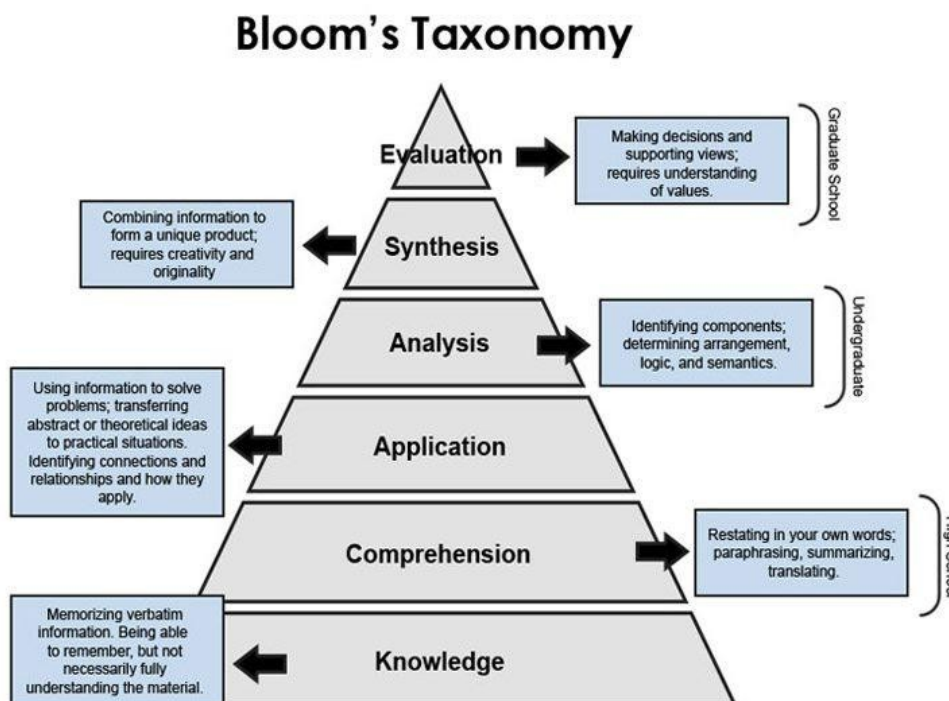 Bloom's Taxonomy
Evaluation
Making decisions and
supporting views;
requires understanding
of values.
Graduate School
Combining information to
form a unique product;
requires creativity and
originality
Synthesis
Analysis
Identifying components;
determining arrangement,
logic, and semantics.
Undergraduate
Using information to solve
problems; transferring
abstract or theoretical ideas
to practical situations.
Identifying connections and
relationships and how they
apply.
Application
Comprehension
Restating in your own words;
paraphrasing, summarizing,
translating.
Memorizing verbatim
information. Being able
to remember, but not
necessarily fully
understanding the material.
Knowledge